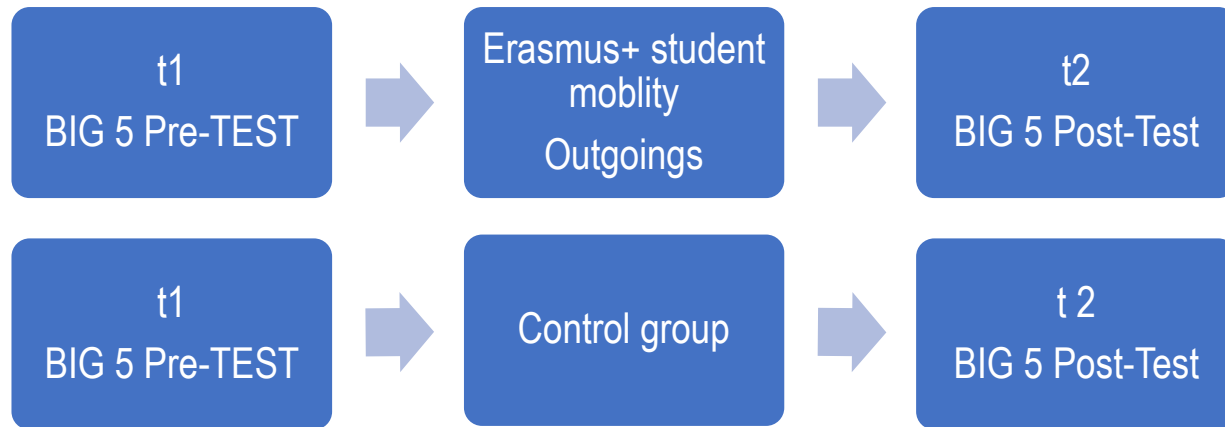 t1
BIG 5 Pre-TEST
Erasmus+ student
moblity
Outgoings
t2
BIG 5 Post-Test
t1
BIG 5 Pre-TEST
Control group
t 2
BIG 5 Post-Test